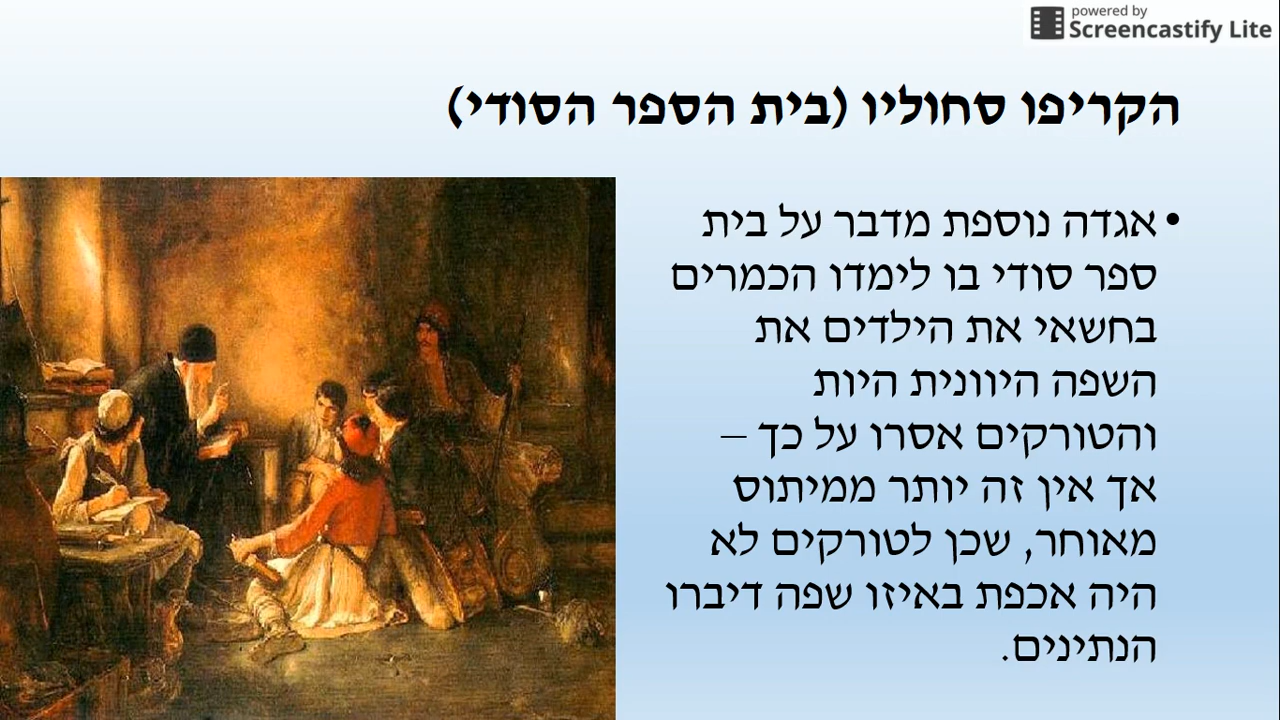 powered by
Screencastify Lite
הקריפו סחוליו (בית הספר הסודי)
• אגדה נוספת מדבר על בית
ספר סודי בו לימדו הכמרים
בחשאי את הילדים את
השפה היוונית היות
והטורקים אסרו על כך –
אך אין זה יותר ממיתוס
מאוחר, שכן לטורקים לא
היה אכפת באיזו שפה דיברו
הנתינים.